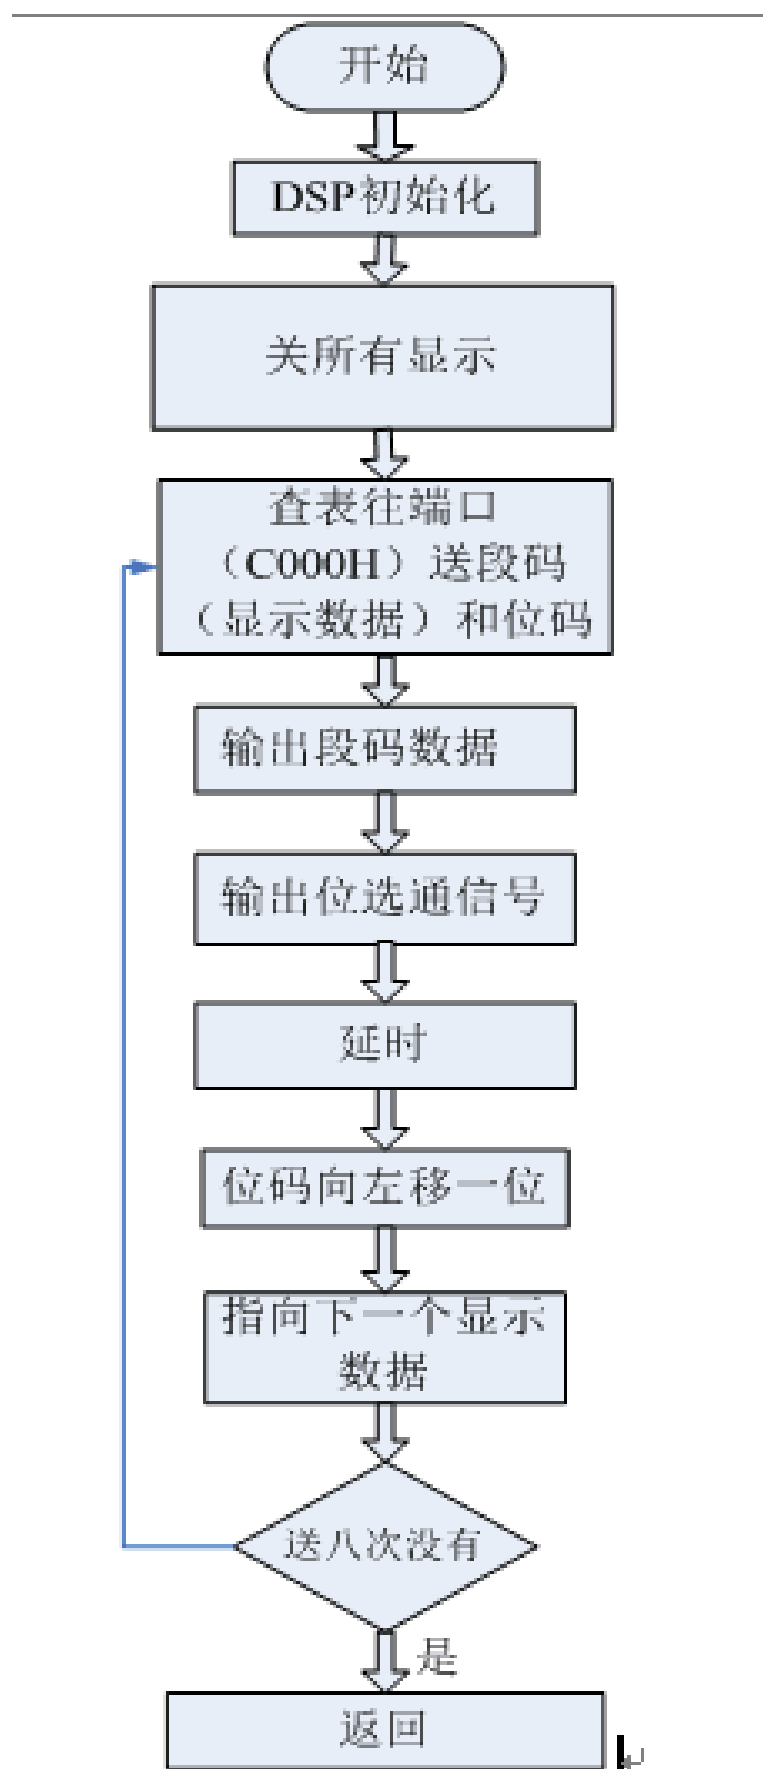 开始
DSP初始化
关所有显示
查表往端口
（C000H）送段码
（显示数据）和位码
输出段码数据
输出位选通信号
延时
位码向左移一位
指向下一个显示
数据
送八次没有
是
返回